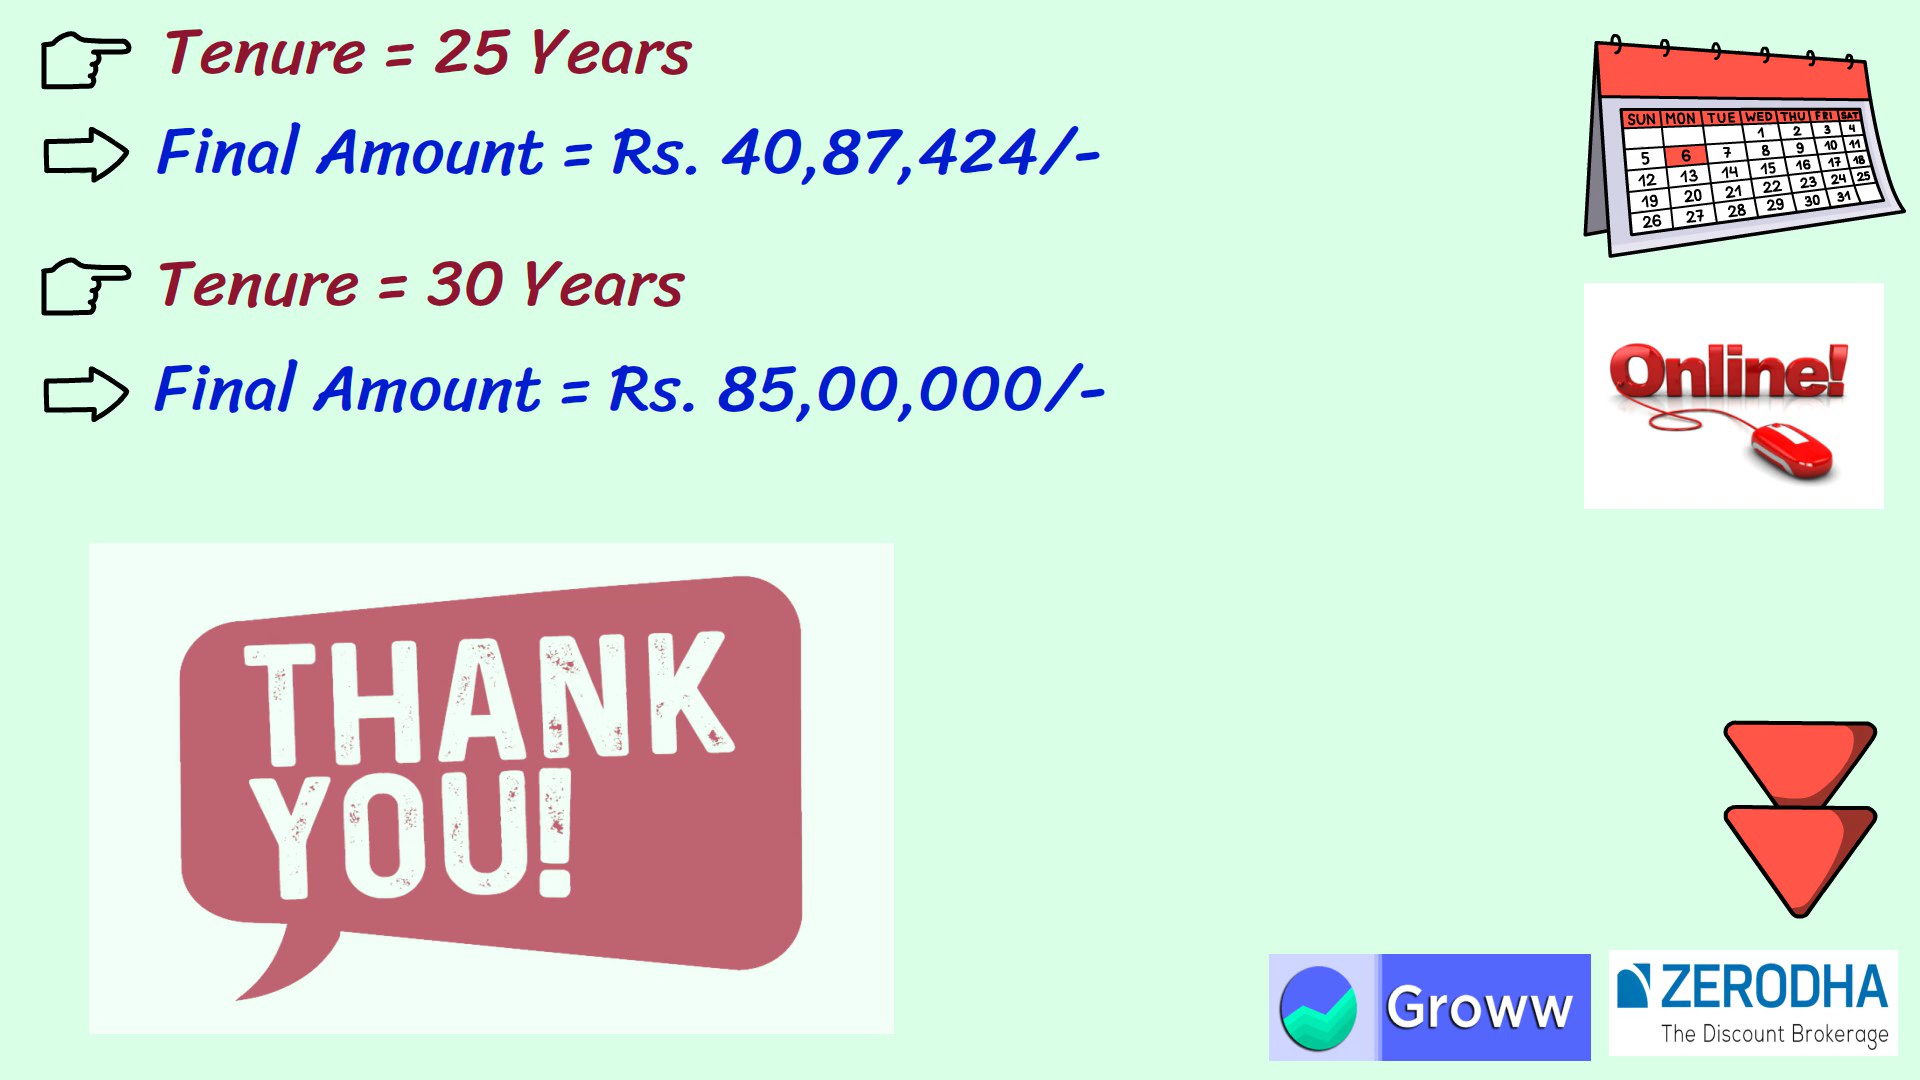 Tenure = 25 Years
Final Amount = Rs. 40,87,424/-
Tenure = 30 Years
Final Amount = Rs. 85,00,000/-
SUN MON TUE WED THU FRI SAT
1 2 3 4
5 6 7 8 9 10 11
12 13 14 15 16 17 18
19 20 21 22 23 24 25
26 27 28 29 30 31
Online!
THANK
YOU!
Groww
ZERODHA
The Discount Brokerage